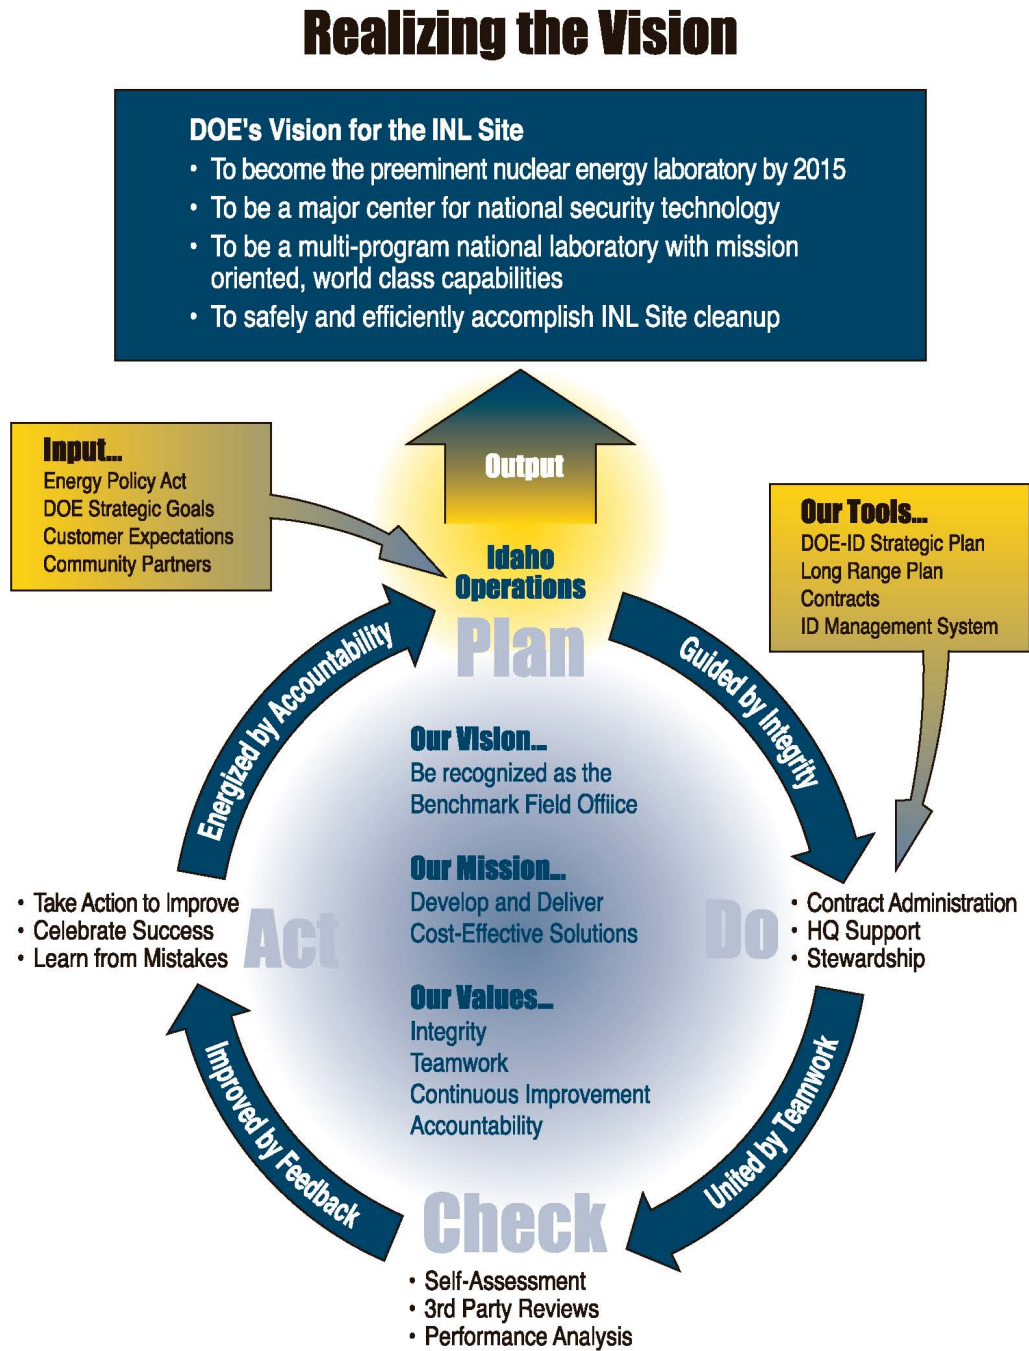 Realizing the Vision
DOE's Vision for the INL Site
• To become the preeminent nuclear energy laboratory by 2015
• To be a major center for national security technology
• To be a multi-program national laboratory with mission
oriented, world class capabilities
• To safely and efficiently accomplish INL Site cleanup
Output
Input...
Energy Policy Act
DOE Strategic Goals
Customer Expectations
Community Partners
Our Tools...
DOE-ID Strategic Plan
Long Range Plan
Contracts
ID Management System
Idaho
Operations
Plan
Guided by Integrity
Do
• Contract Administration
• HQ Support
• Stewardship
United by Teamwork
Check
• Self-Assessment
• 3rd Party Reviews
• Performance Analysis
Improved by Feedback
Act
• Take Action to Improve
• Celebrate Success
• Learn from Mistakes
Energized by Accountability
Our VIsion...
Be recognized as the
Benchmark Field Offiice
Our Mission...
Develop and Deliver
Cost-Effective Solutions
Our Values...
Integrity
Teamwork
Continuous Improvement
Accountability